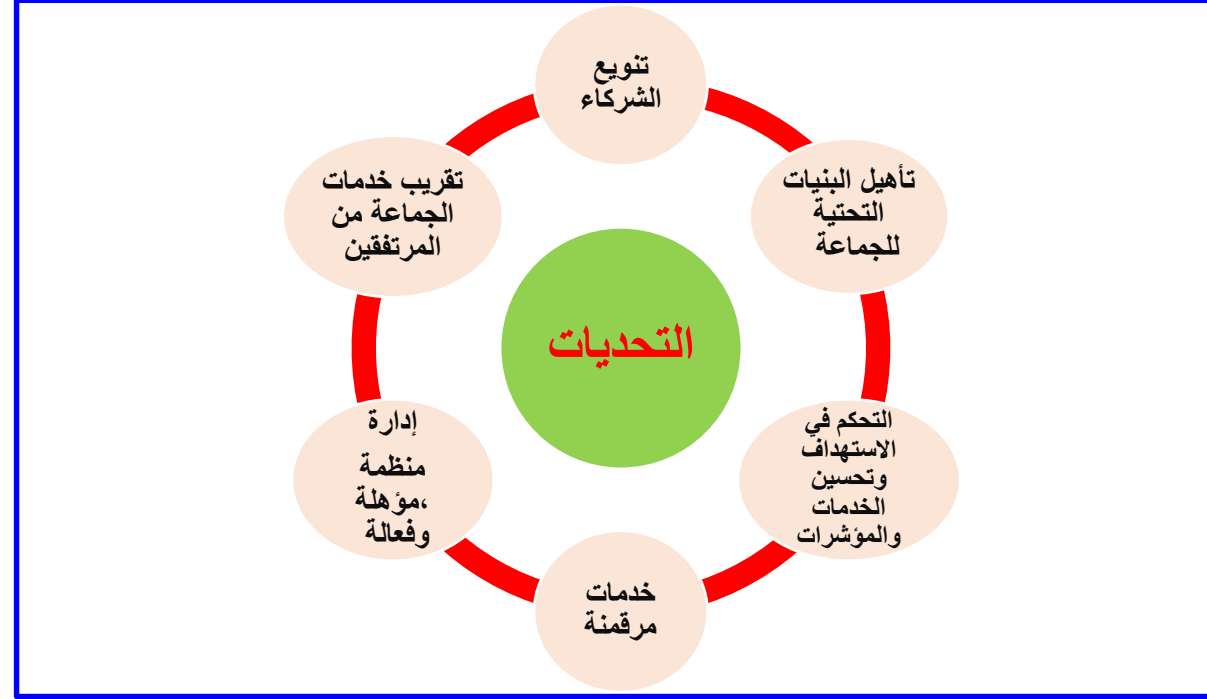 تنويع
الشركاء
تأهيل البنيات
التحتية
للجماعة
التحكم في
الاستهداف
وتحسين
الخدمات
والمؤشرات
خدمات
مرقمنة
إدارة
منظمة
،مؤهلة
وفعالة
تقريب خدمات
الجماعة من
المرتفقين
التحديات